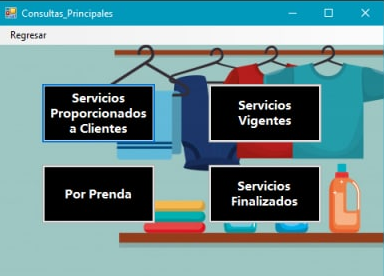 Consultas_Principales
Regresar
Servicios
Proporcionados
a Clientes
Servicios
Vigentes
Por Prenda
Servicios
Finalizados